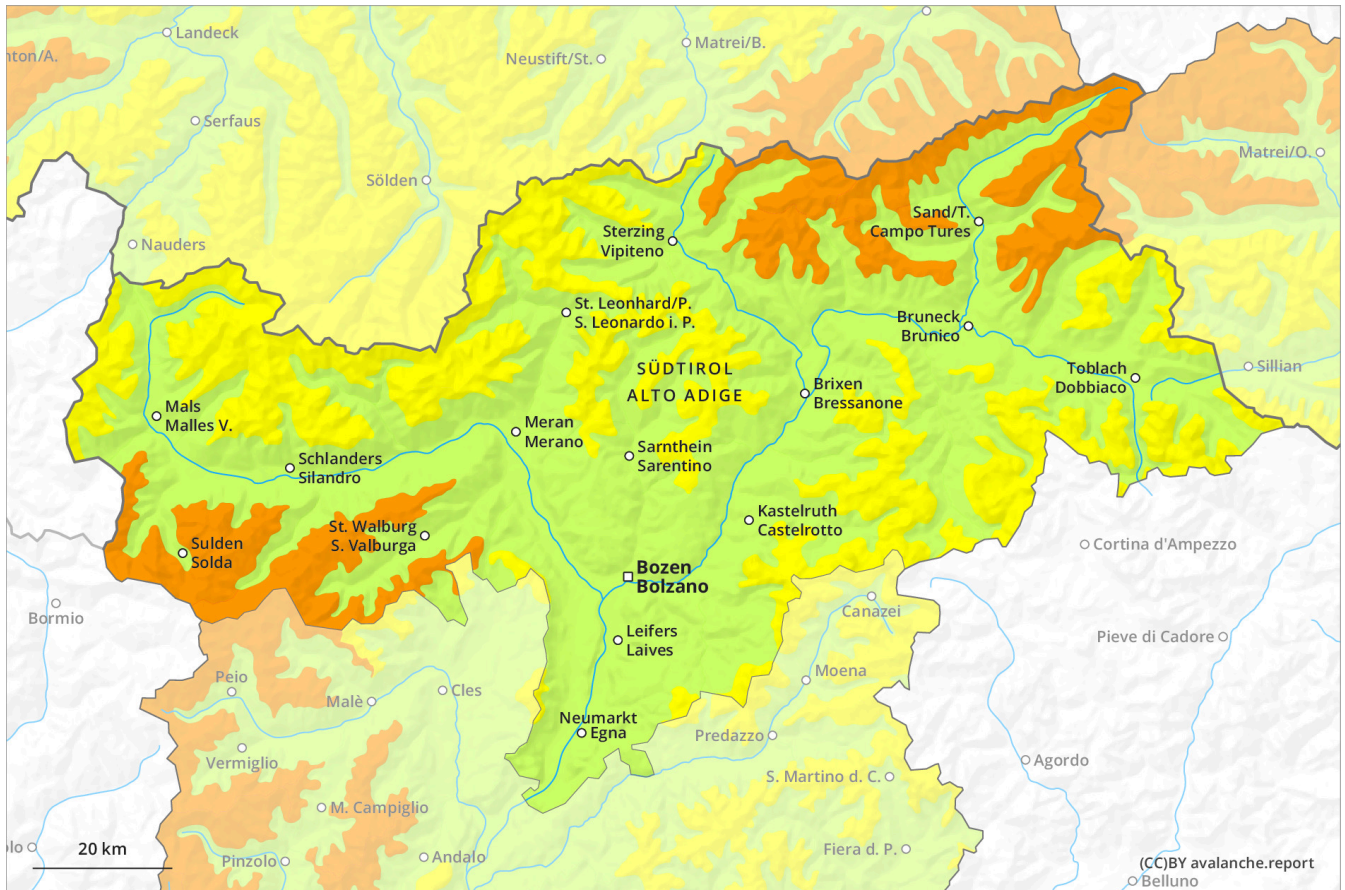 Landeck
nton/A.
Neustift/St.
Matrei/B.
Serfaus
Matrei/O.
Sölden
Sand/T.
Campo Tures
Sterzing
Vipiteno
Nauders
St. Leonhard/P.
S. Leonardo i. P.
Bruneck
Brunico
SÜDTIROL
ALTO ADIGE
Toblach
Dobbiaco
Sillian
Brixen
Bressanone
Mals
Malles V.
Meran
Merano
Schlanders
Silandro
Sarnthein
Sarentino
Kastelruth
Castelrotto
St. Walburg
S. Valburga
Sulden
Solda
Cortina d'Ampezzo
Bozen
Bolzano
Bormio
Canazei
Leifers
Laives
Pieve di Cadore
Moena
Peio
Malè
Cles
Neumarkt
Egna
Predazzo
Vermiglio
Agordo
S. Martino d. C.
M. Campiglio
lo
20 km
Pinzolo
Andalo
Fiera d. P.
(CC)BY avalanche.report
Belluno